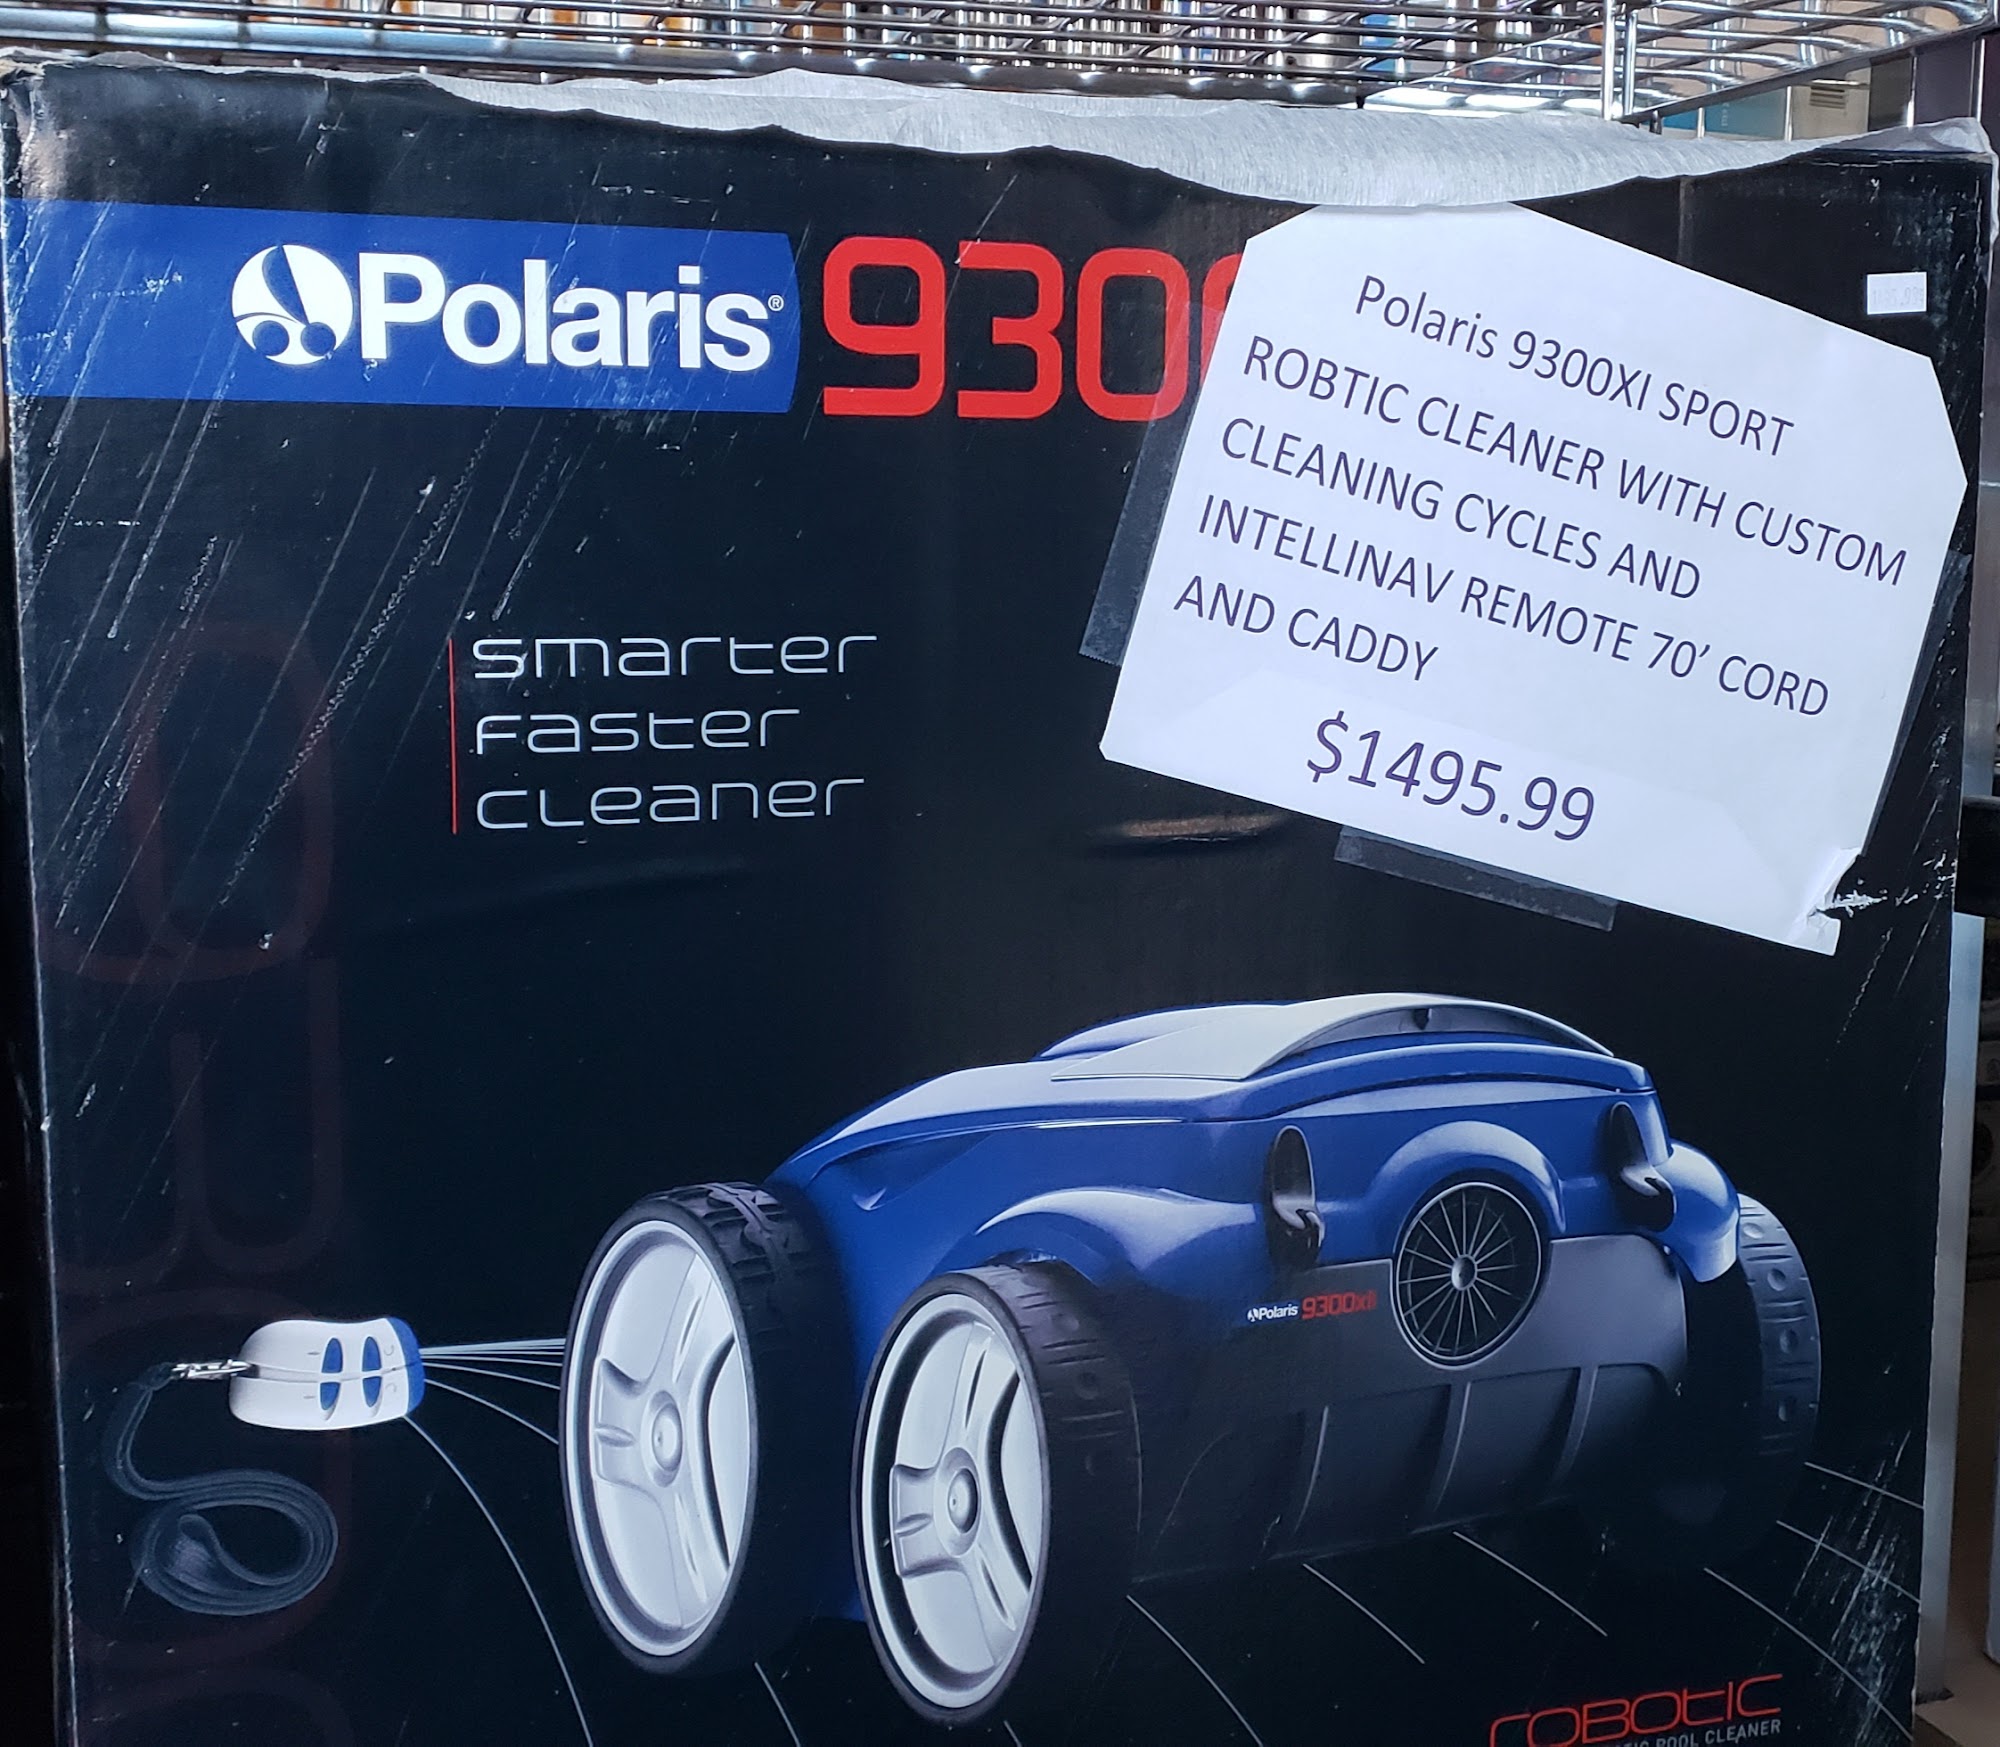 Polaris® 930
Polaris 9300XI SPORT
ROBTIC CLEANER WITH CUSTOM
CLEANING CYCLES AND
INTELLINAV REMOTE 70' CORD
AND CADDY
$1495.99
smarter
faster
cleaner
Polaris 9300xi
ROBOTIC
POOL CLEANER